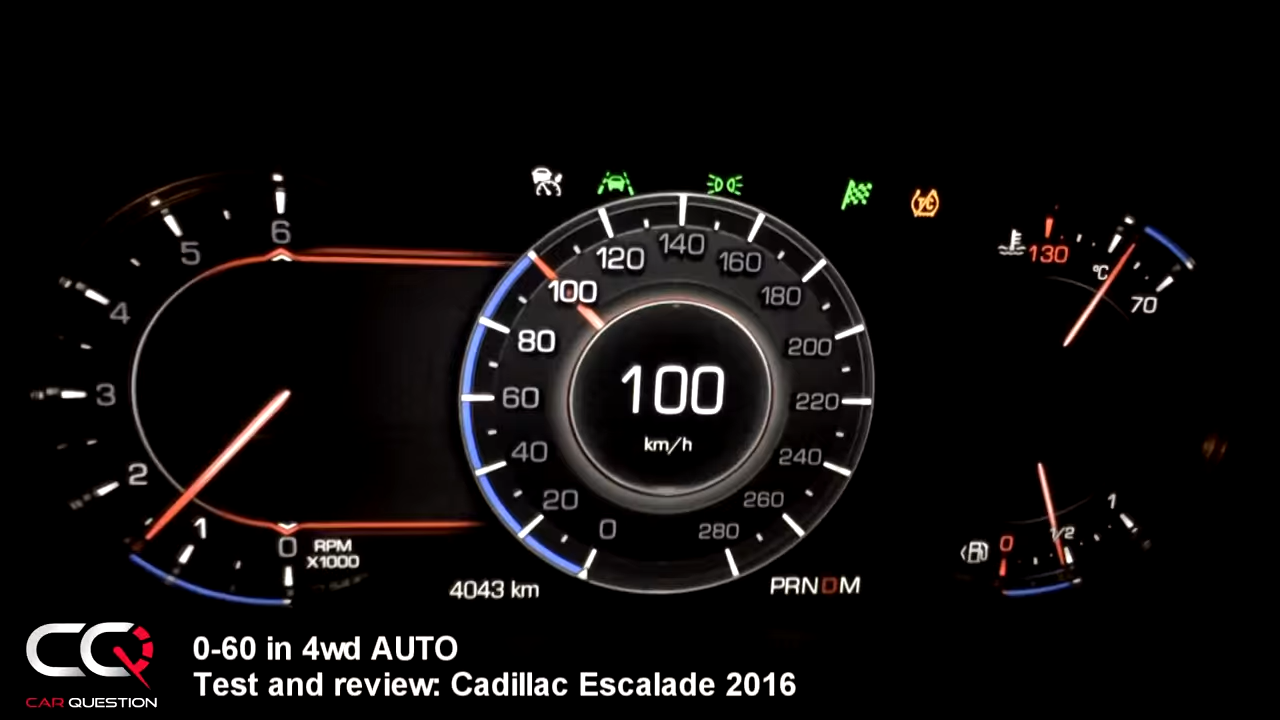 6
5
4
3
2
1
0
RPM
X1000
0
20
40
60
80
100
120
140
160
180
200
220
240
260
280
100
km/h
4043 km
PRNDM
T/C
130
°C
70
0
1/2
1
CQ
CAR QUESTION
0-60 in 4wd AUTO
Test and review: Cadillac Escalade 2016